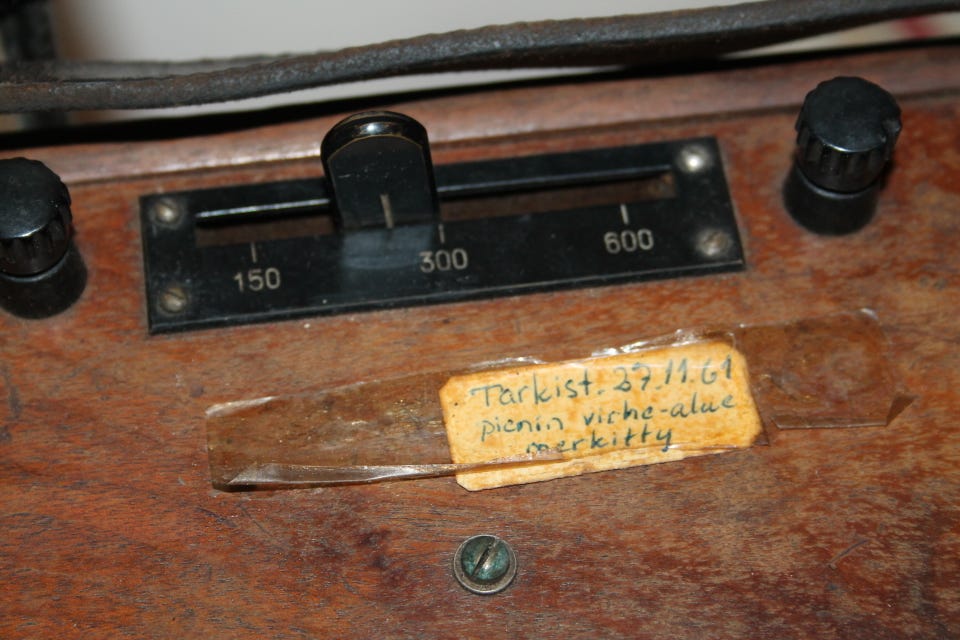 150 300 600
Tarkist. 27.11.61
pienin virhe-alue
merkitty